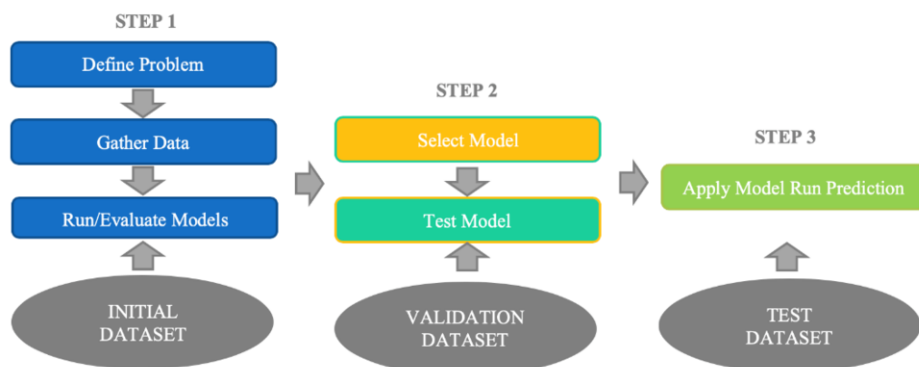 STEP 1
Define Problem
Gather Data
Run/Evaluate Models
INITIAL
DATASET
STEP 2
Select Model
Test Model
VALIDATION
DATASET
STEP 3
Apply Model Run Prediction
TEST
DATASET